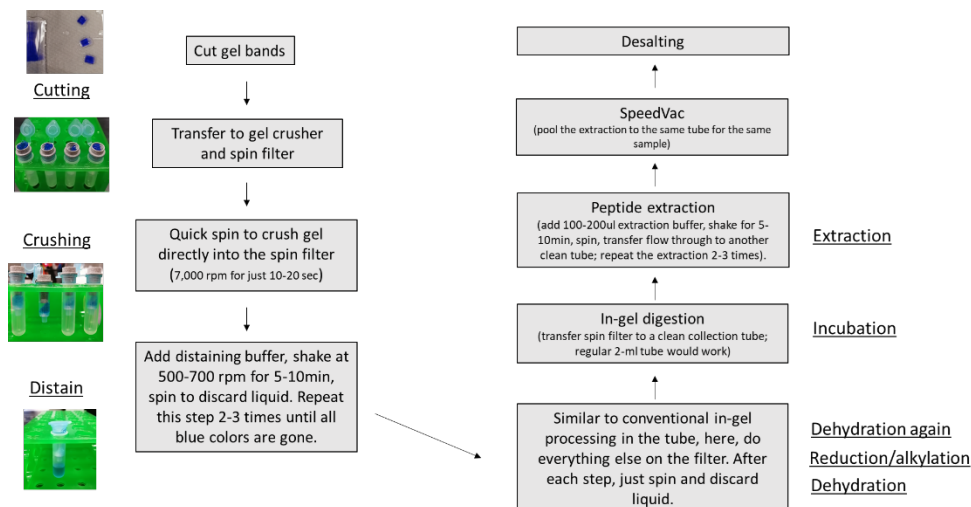 Cutting
Cut gel bands
Transfer to gel crusher
and spin filter
Crushing
Quick spin to crush gel
directly into the spin filter
(7,000 rpm for just 10-20 sec)
Distain
Add distaining buffer, shake at
500-700 rpm for 5-10min,
spin to discard liquid. Repeat
this step 2-3 times until all
blue colors are gone.
Similar to conventional in-gel
processing in the tube, here, do
everything else on the filter. After
each step, just spin and discard
liquid.
Dehydration again
Reduction/alkylation
Dehydration
In-gel digestion
(transfer spin filter to a clean collection tube;
regular 2-ml tube would work)
Incubation
Peptide extraction
(add 100-200ul extraction buffer, shake for 5-
10min, spin, transfer flow through to another
clean tube; repeat the extraction 2-3 times).
Extraction
SpeedVac
(pool the extraction to the same tube for the same
sample)
Desalting